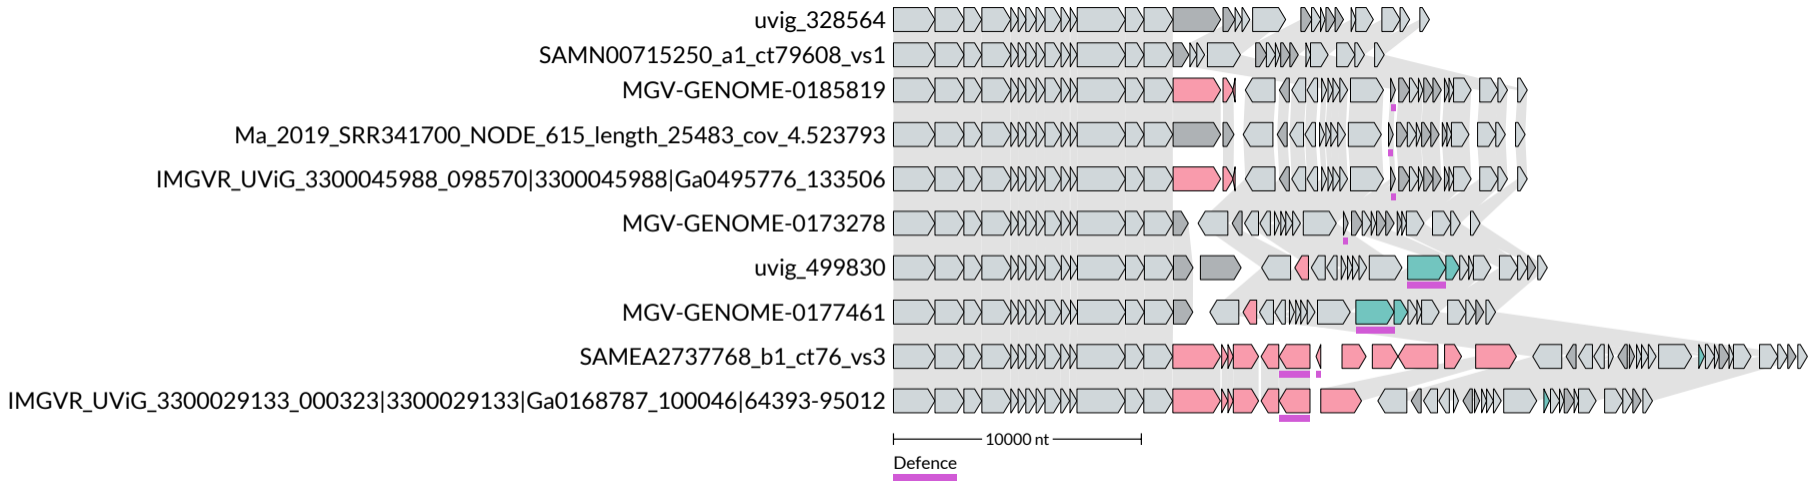 uvig_328564
SAMN00715250_a1_ct79608_vs1
MGV-GENOME-0185819
Ma_2019_SRR341700_NODE_615_length_25483_cov_4.523793
IMGVR_UViG_3300045988_098570|3300045988|Ga0495776_133506
MGV-GENOME-0173278
uvig_499830
MGV-GENOME-0177461
SAMEA2737768_b1_ct76_vs3
IMGVR_UViG_3300029133_000323|3300029133|Ga0168787_100046|64393-95012
10000 nt
Defence